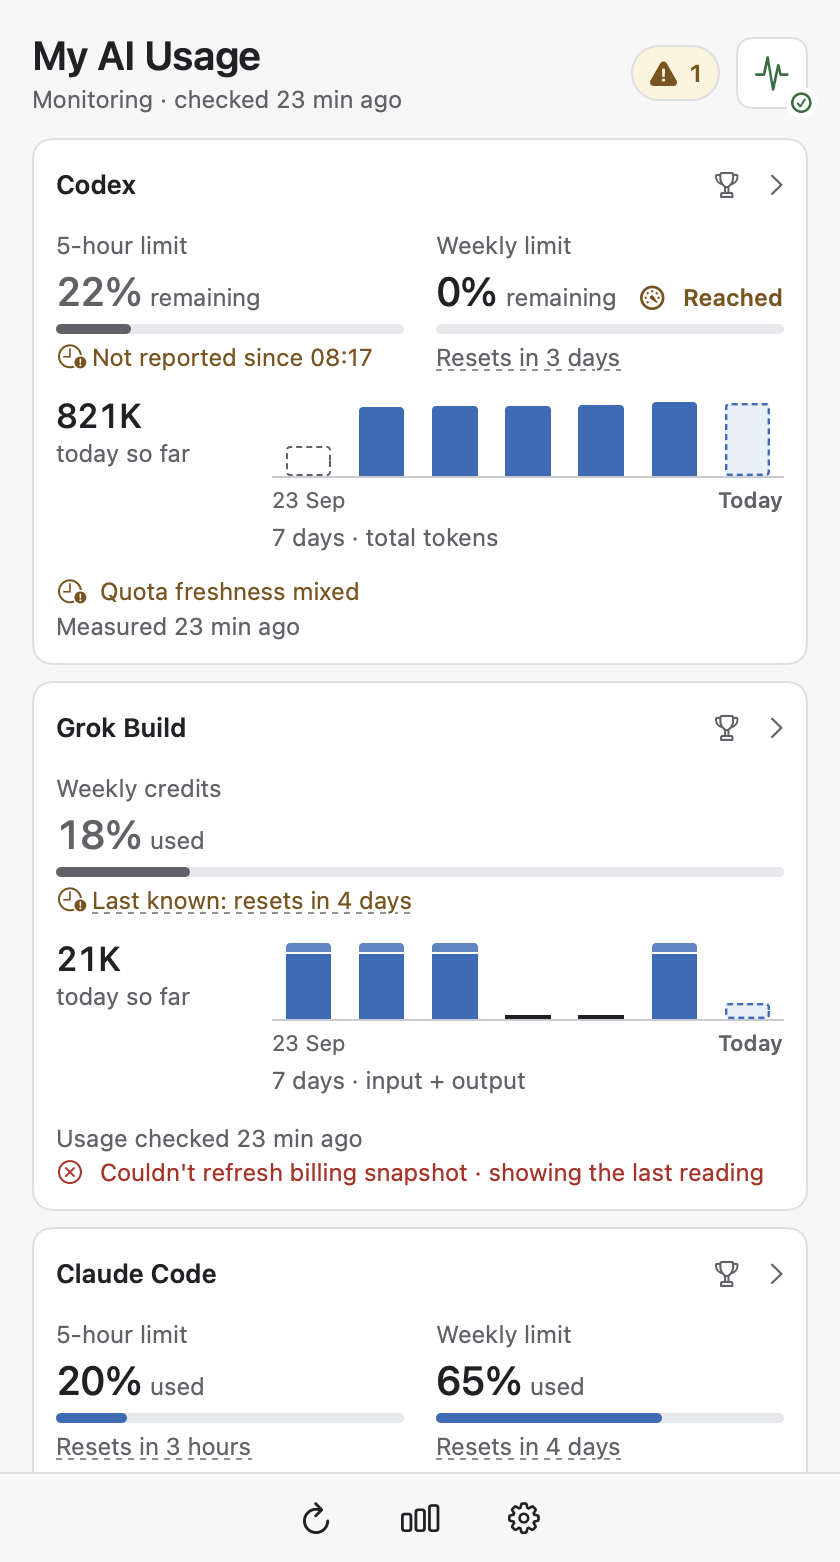 My AI Usage
Monitoring · checked 23 min ago
1
Codex
5-hour limit
22% remaining
Not reported since 08:17
Weekly limit
0% remaining
Reached
Resets in 3 days
821K
today so far
23 Sep
Today
7 days · total tokens
Quota freshness mixed
Measured 23 min ago
Grok Build
Weekly credits
18% used
Last known: resets in 4 days
21K
today so far
23 Sep
Today
7 days · input + output
Usage checked 23 min ago
Couldn't refresh billing snapshot · showing the last reading
Claude Code
5-hour limit
20% used
Resets in 3 hours
Weekly limit
65% used
Resets in 4 days